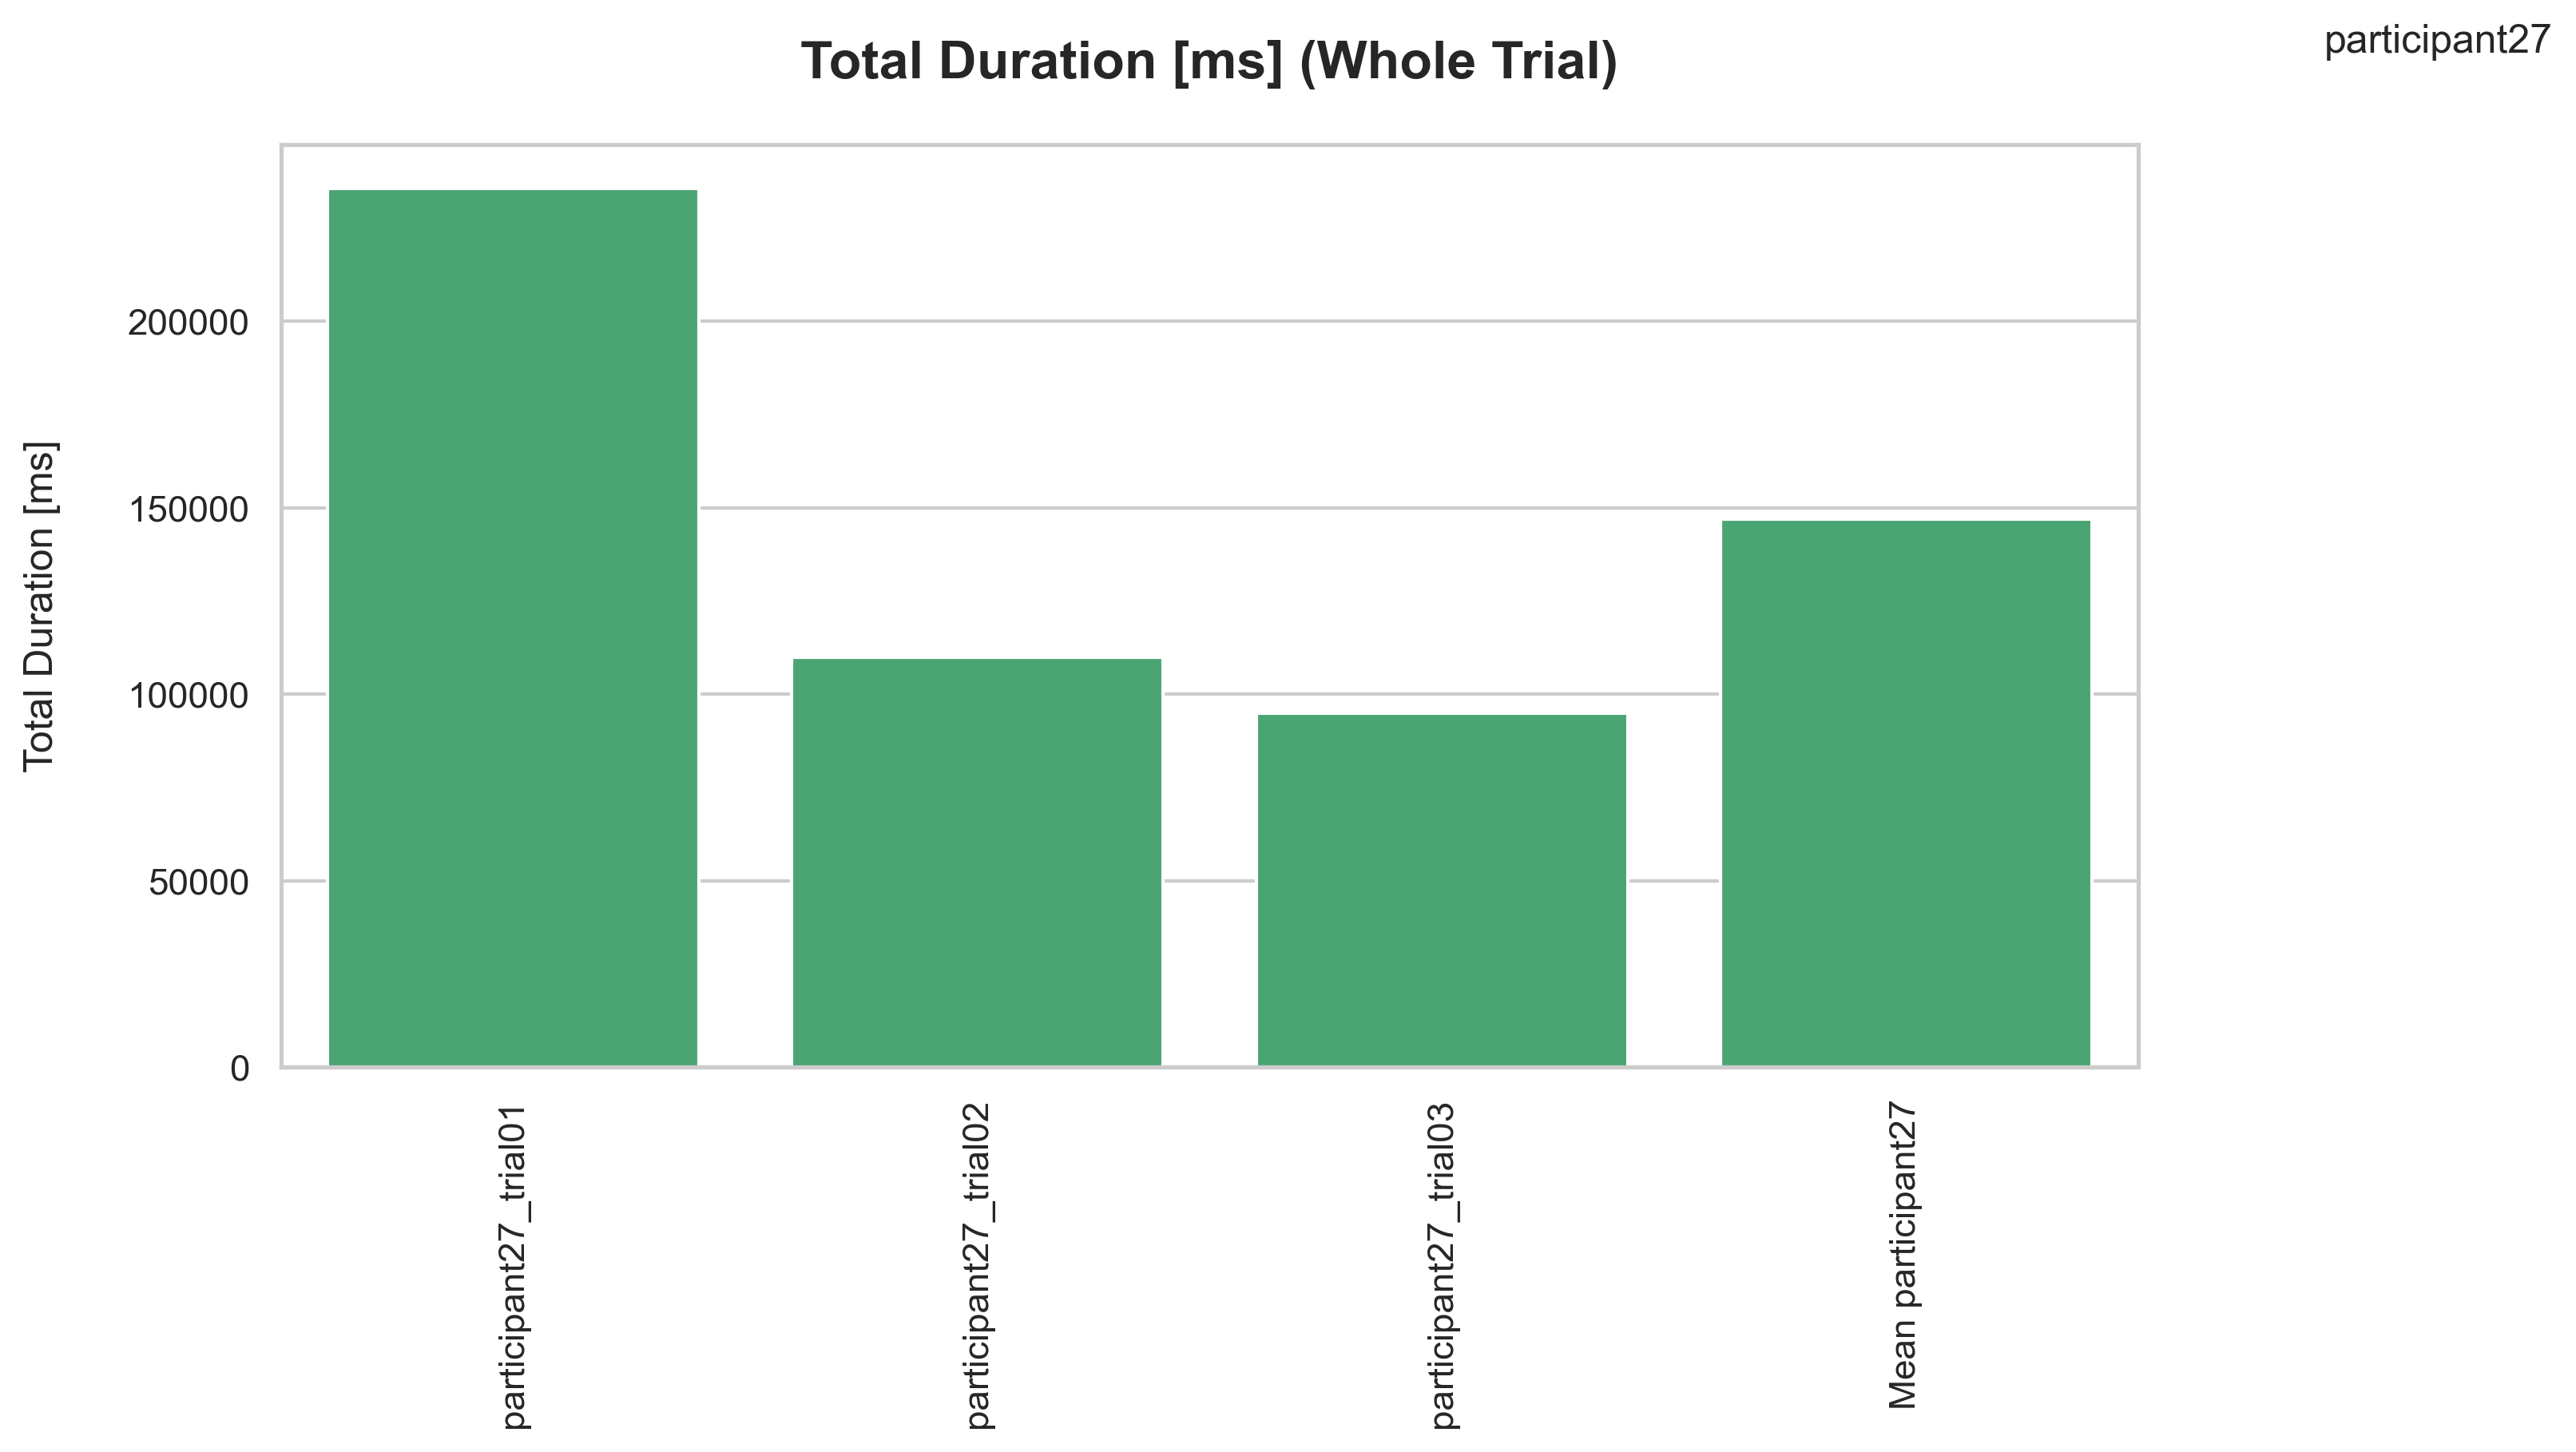 participant27
Total Duration [ms] (Whole Trial)
Total Duration [ms]
200000
150000
100000
50000
0
participant27_trial01
participant27_trial02
participant27_trial03
Mean participant27